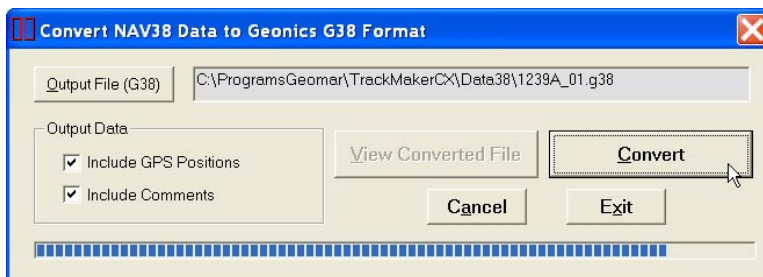 Convert NAV38 Data to Geonics G38 Format
Output File (G38)
C:\ProgramsGeomar\TrackMakerCX\Data38\1239A_01.g38
Output Data
Include GPS Positions
Include Comments
View Converted File
Convert
Cancel
Exit